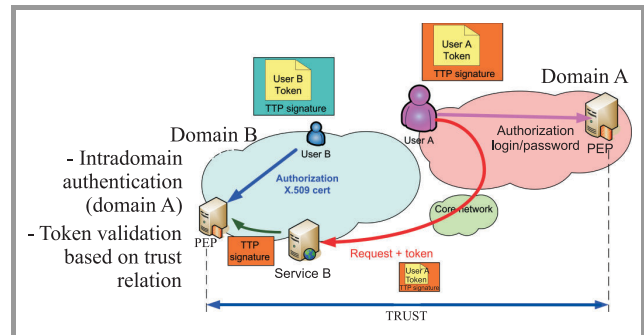 User B
Token
TTP signature
User A
Token
TTP signature
Domain A
Domain B
User B
User A
Authorization
login/password
PEP
- Intradomain
authentication
(domain A)
- Token validation
based on trust
relation
Authorization
X.509 cert
PEP
TTP
signature
Service B
Core network
Request + token
User A
Token
TTP signature
TRUST